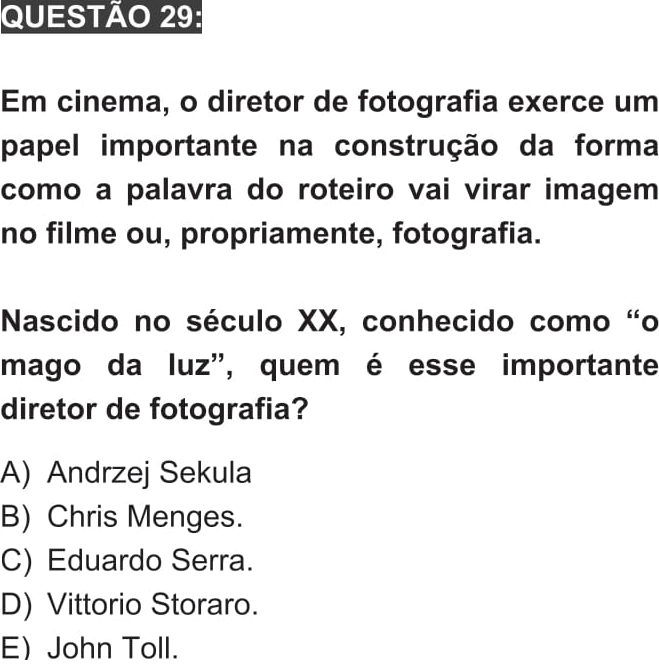 QUESTÃO 29:
Em cinema, o diretor de fotografia exerce um
papel importante na construção da forma
como a palavra do roteiro vai virar imagem
no filme ou, propriamente, fotografia.
Nascido no século XX, conhecido como “o
mago da luz”, quem é esse importante
diretor de fotografia?
A) Andrzej Sekula
B) Chris Menges.
C) Eduardo Serra.
D) Vittorio Storaro.
E) John Toll.